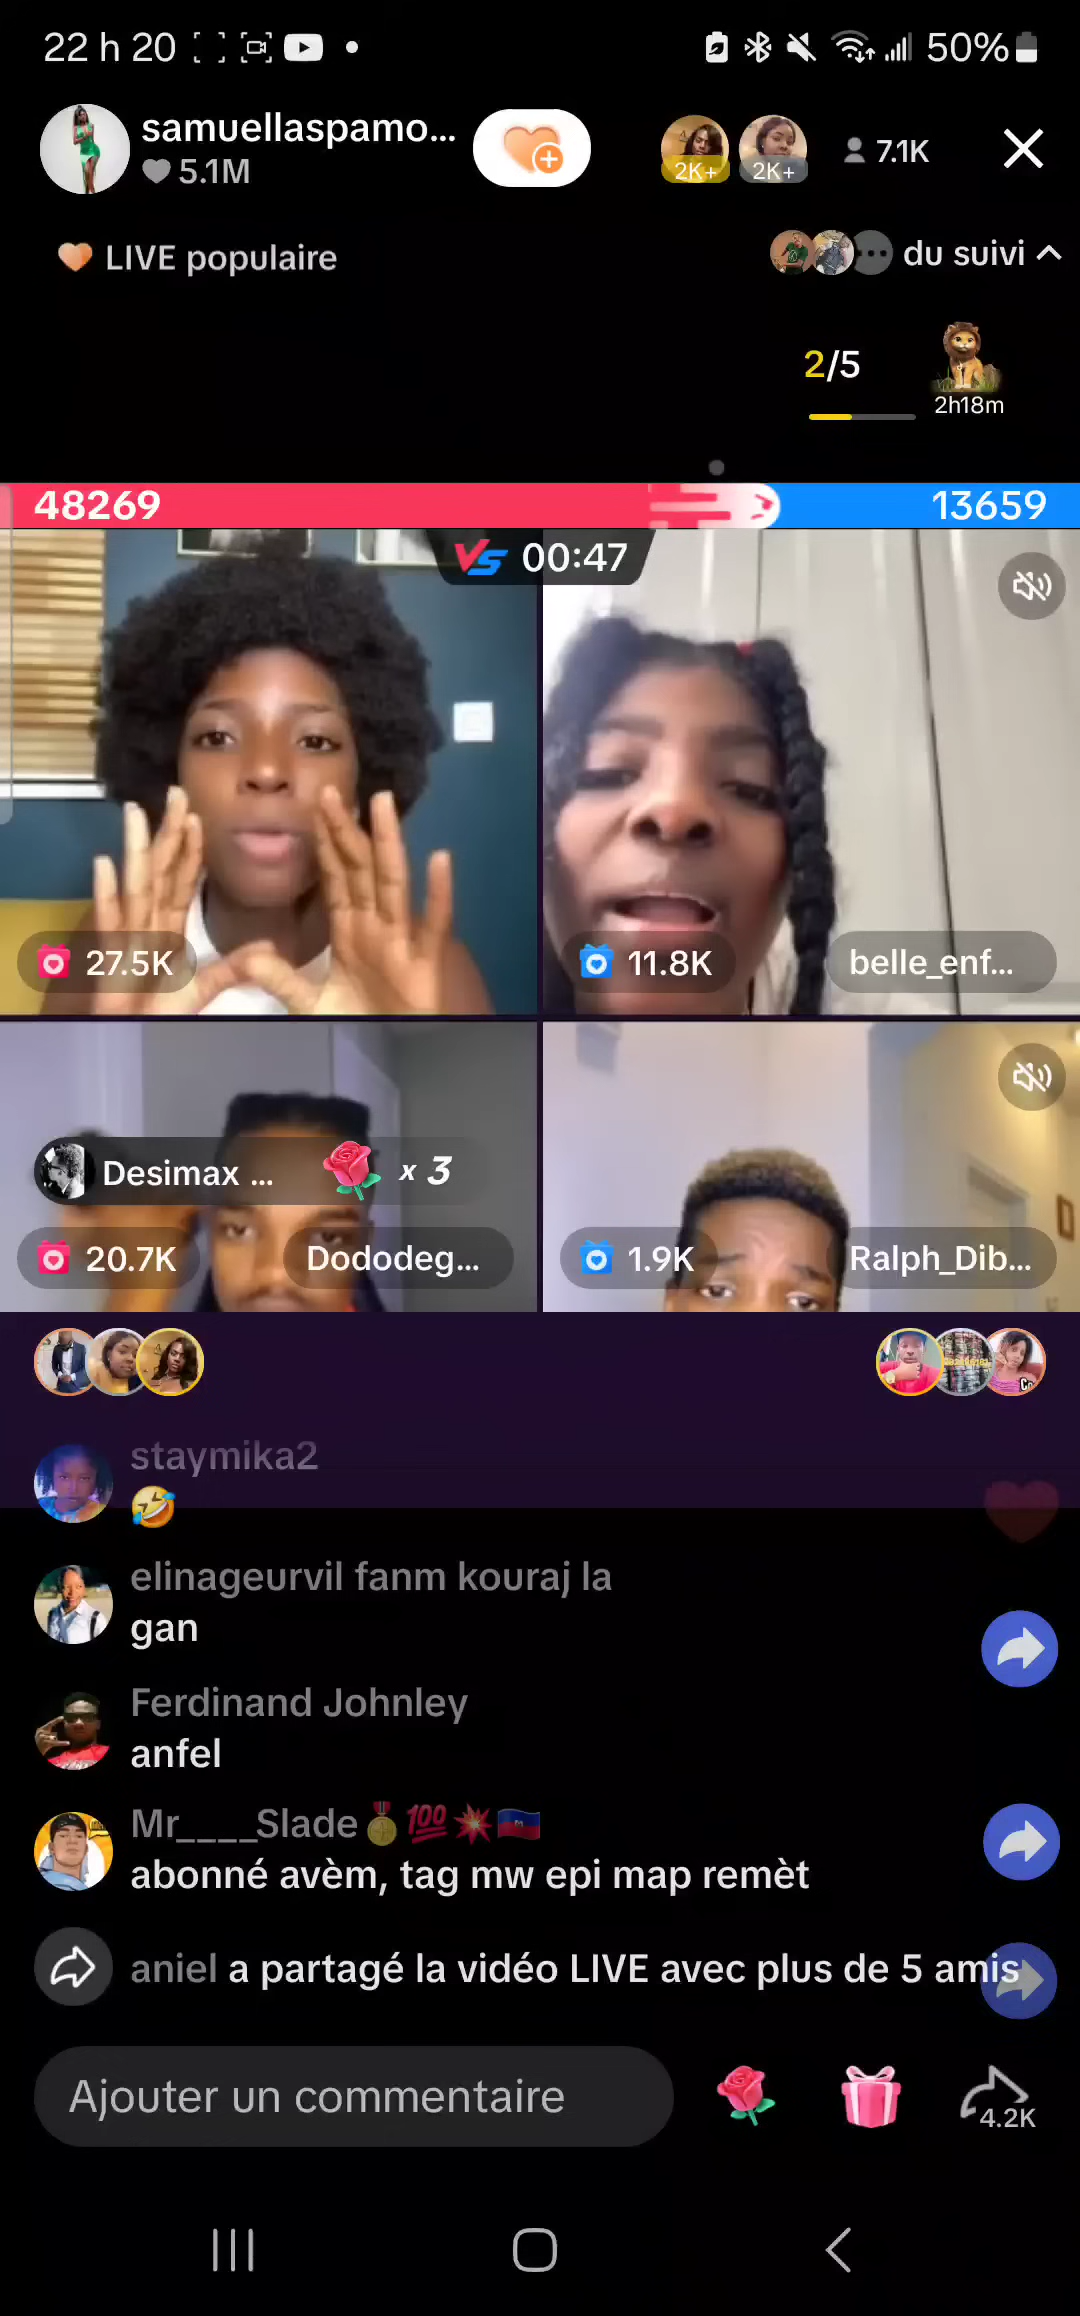 22 h 20
50%
samuellaspamo...
5.1M
2K+
2K+
7.1K
LIVE populaire
du suivi
2/5
2h18m
48269
13659
VS 00:47
27.5K
11.8K
belle_enf...
Desimax ...
x 3
20.7K
Dododeg...
1.9K
Ralph_Dib...
staymika2
🤣
elinageurvil fanm kouraj la
gan
Ferdinand Johnley
anfel
Mr____Slade🎖️💯💥🇭🇹
abonné avèm, tag mw epi map remèt
aniel a partagé la vidéo LIVE avec plus de 5 amis
Ajouter un commentaire
4.2K